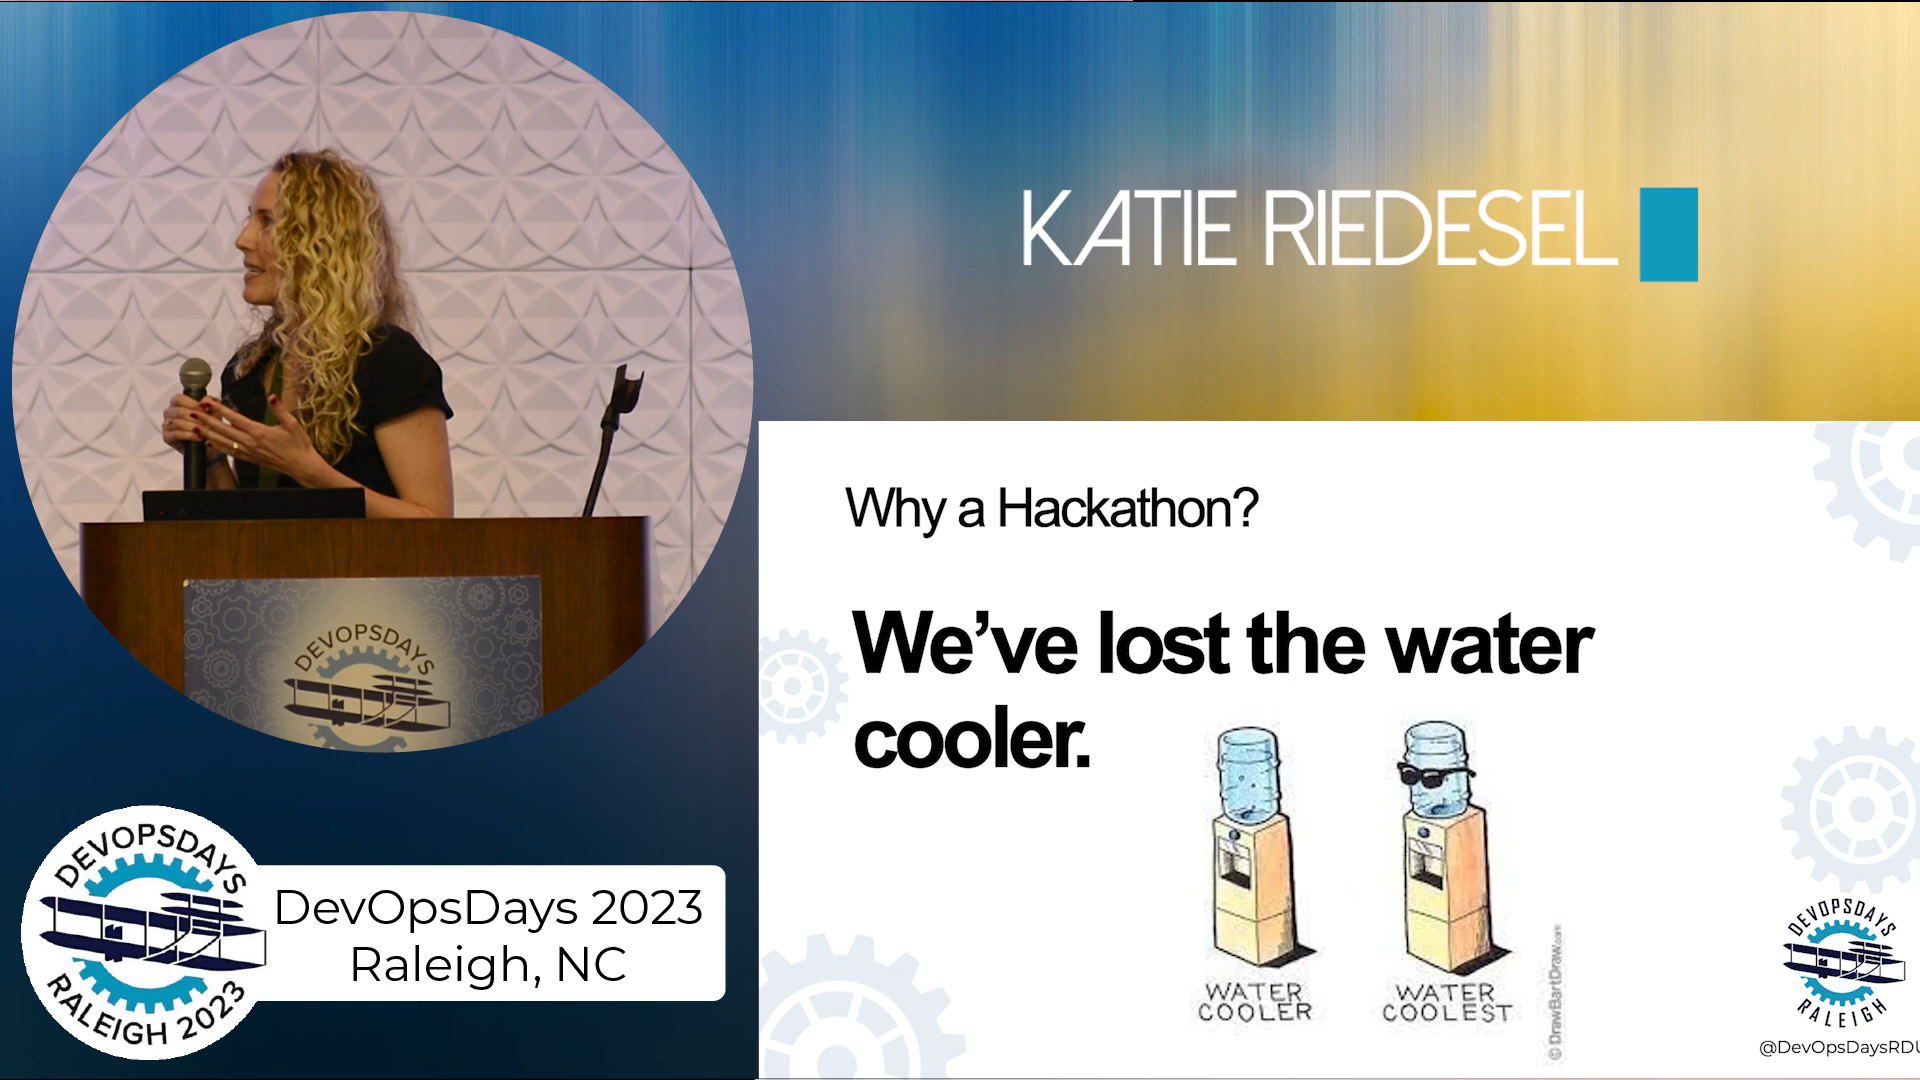 KATIE RIEDESEL
Why a Hackathon?
We've lost the water
cooler.
WATER
COOLER
WATER
COOLEST
© DrawBartDraw.com
DEVOPSDAYS
DEVOPSDAYS
RALEIGH 2023
DevOpsDays 2023
Raleigh, NC
DEVOPSDAYS
RALEIGH
@DevOpsDaysRDU